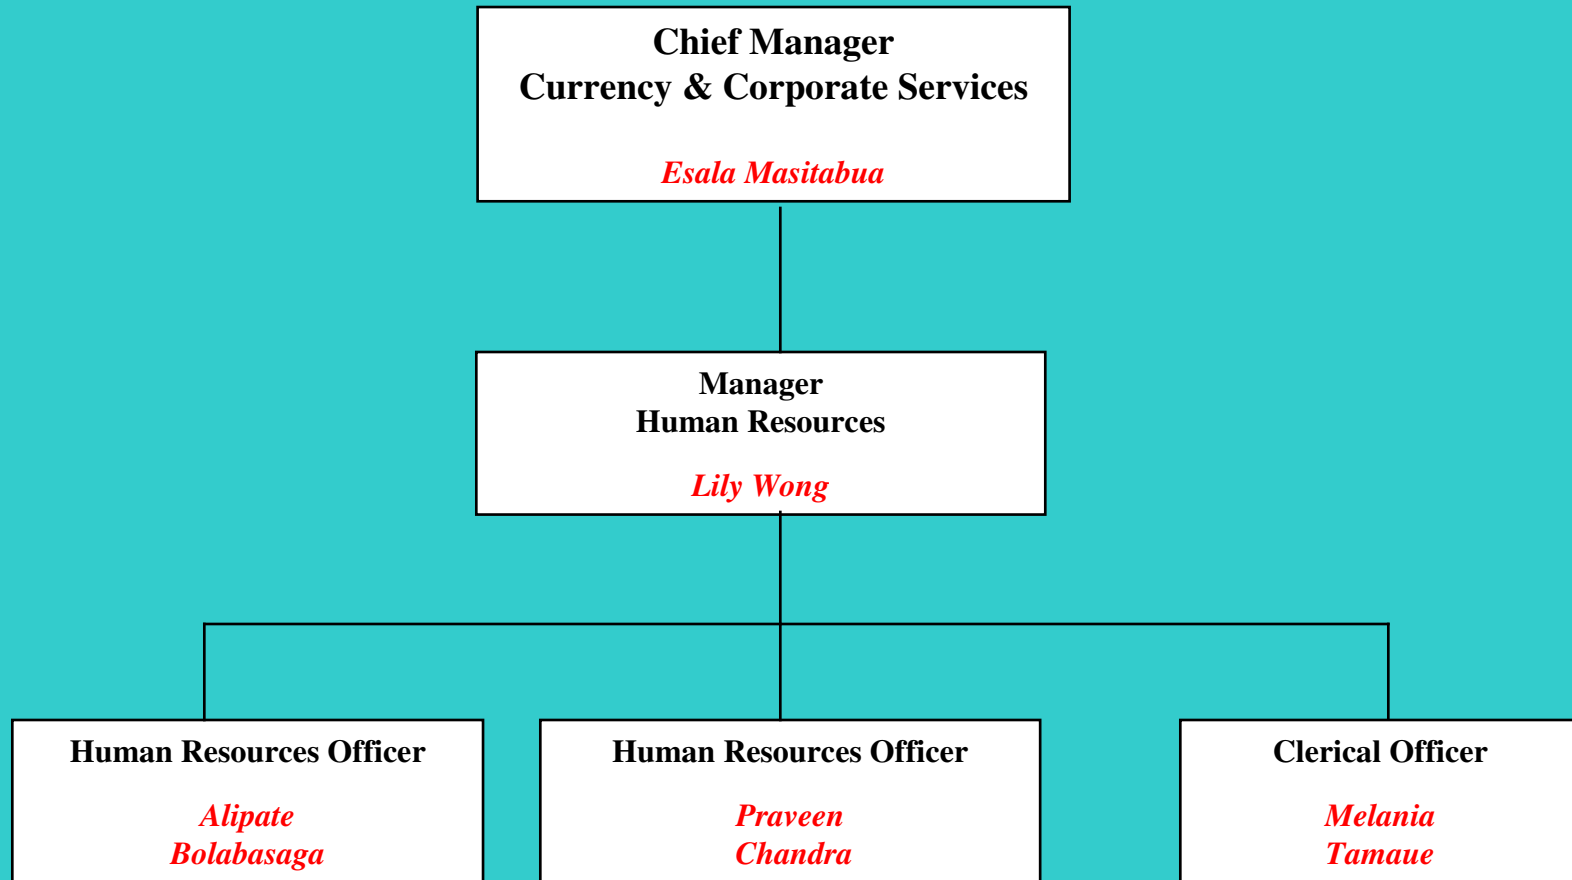 Chief Manager
Currency & Corporate Services
Esala Masitabua
Manager
Human Resources
Lily Wong
Human Resources Officer
Alipate
Bolabasaga
Human Resources Officer
Praveen
Chandra
Clerical Officer
Melania
Tamaue